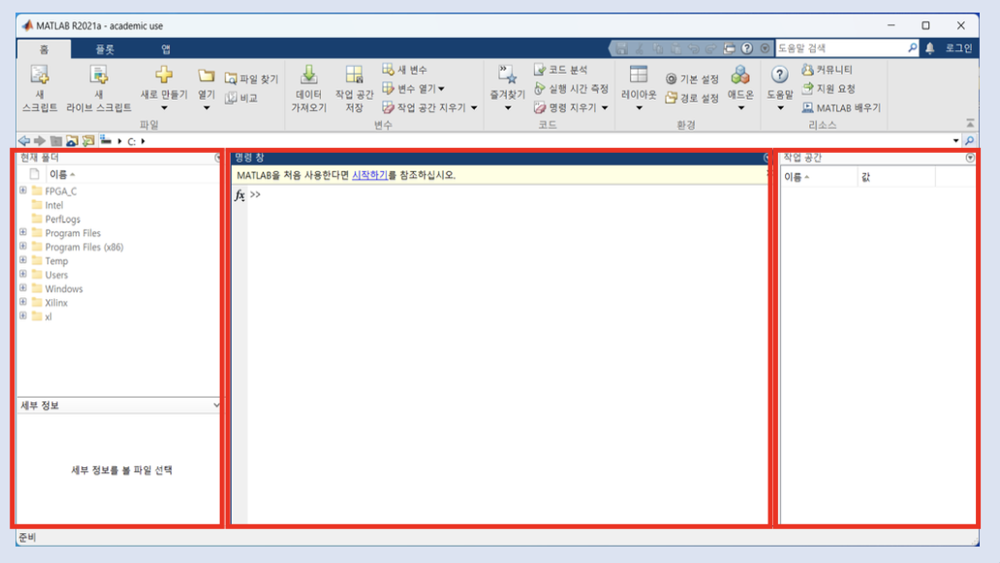 MATLAB R2021a - academic use
홈 플롯 앱
도움말 검색 로그인
새 스크립트
새 라이브 스크립트
새로 만들기
열기
파일 찾기
비교
파일
데이터 가져오기
작업 공간 저장
새 변수
변수 열기
작업 공간 지우기
변수
즐겨찾기
코드 분석
실행 시간 측정
명령 지우기
코드
레이아웃
기본 설정
경로 설정
애드온
환경
도움말
커뮤니티
지원 요청
MATLAB 배우기
리소스
C:
현재 폴더
이름
FPGA_C
Intel
PerfLogs
Program Files
Program Files (x86)
Temp
Users
Windows
Xilinx
xl
세부 정보
세부 정보를 볼 파일 선택
명령 창
MATLAB을 처음 사용한다면 시작하기를 참조하십시오.
fx >>
작업 공간
이름 값
준비